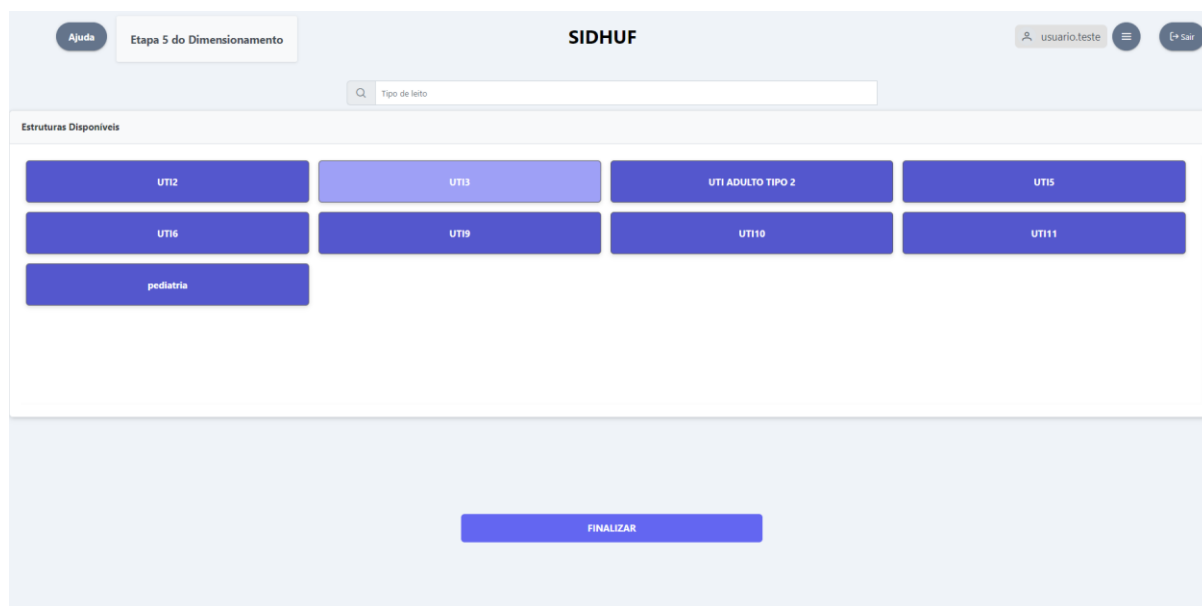 Ajuda
Etapa 5 do Dimensionamento
SIDHUF
usuario.teste
Sair
Tipo de leito
Estruturas Disponíveis
UTI2
UTI3
UTI ADULTO TIPO 2
UTI5
UTI6
UTI9
UTI10
UTI11
pediatria
FINALIZAR